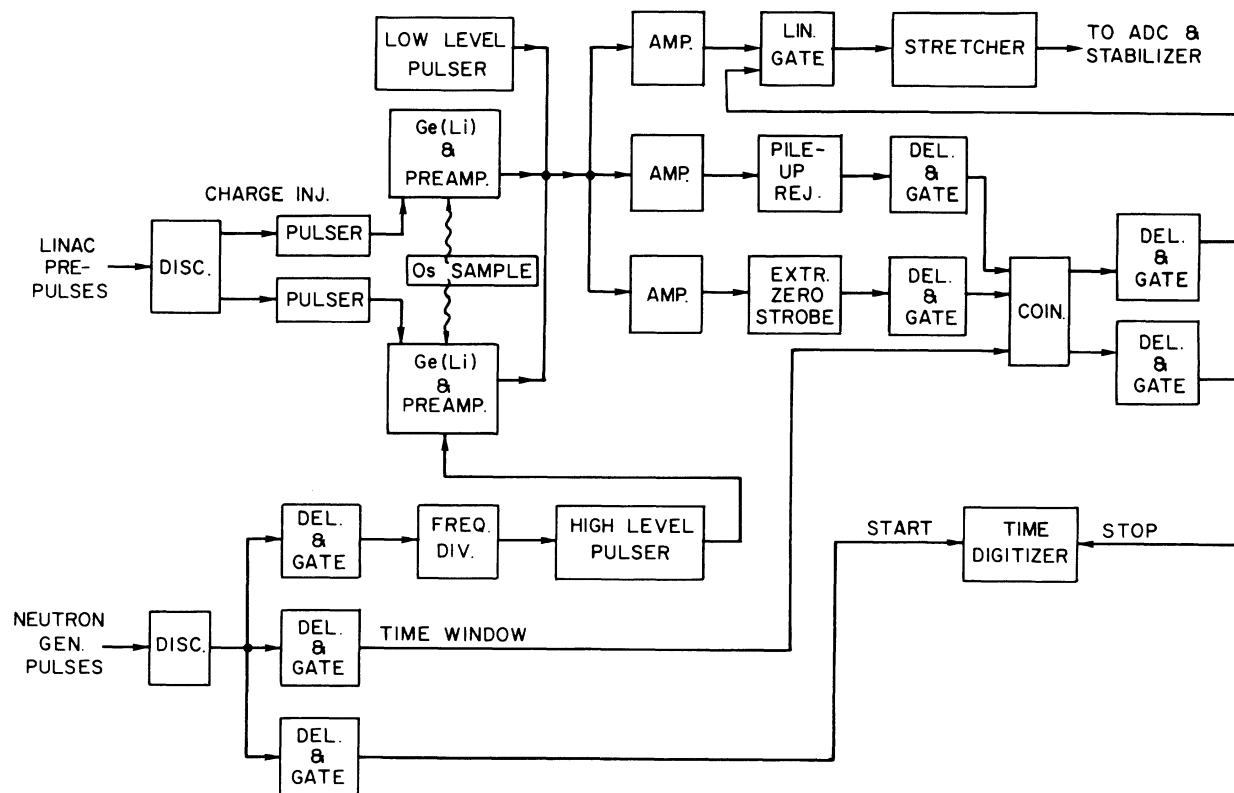 LOW LEVEL
PULSER
AMP.
LIN.
GATE
STRETCHER
TO ADC &
STABILIZER
Ge(Li)
&
PREAMP.
AMP.
PILE-
UP
REJ.
DEL.
&
GATE
CHARGE INJ.
PULSER
LINAC
PRE-
PULSES
DISC.
Os SAMPLE
PULSER
AMP.
EXTR.
ZERO
STROBE
DEL.
&
GATE
COIN.
DEL.
&
GATE
Ge(Li)
&
PREAMP.
DEL.
&
GATE
DEL.
&
GATE
FREQ.
DIV.
HIGH LEVEL
PULSER
START
TIME
DIGITIZER
STOP
NEUTRON
GEN.
PULSES
DISC.
DEL.
&
GATE
TIME WINDOW
DEL.
&
GATE